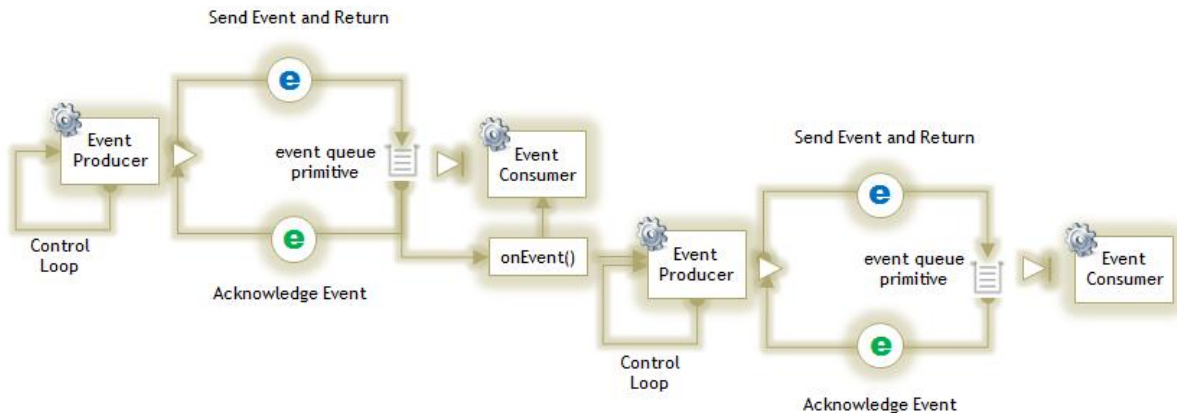 Send Event and Return
e
Event
Producer
event queue
primitive
Event
Consumer
Control
Loop
e
onEvent()
Acknowledge Event
Send Event and Return
e
Event
Producer
event queue
primitive
Event
Consumer
Control
Loop
e
Acknowledge Event